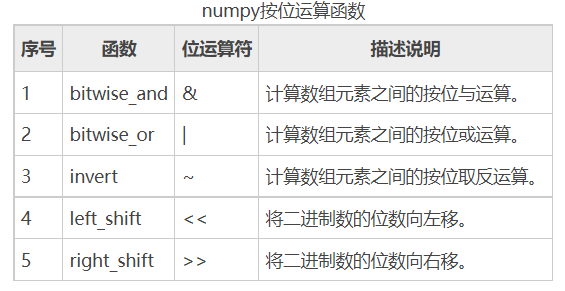 numpy按位运算函数
序号 函数 位运算符 描述说明
1 bitwise_and & 计算数组元素之间的按位与运算。
2 bitwise_or | 计算数组元素之间的按位或运算。
3 invert ~ 计算数组元素之间的按位取反运算。
4 left_shift << 将二进制数的位数向左移。
5 right_shift >> 将二进制数的位数向右移。